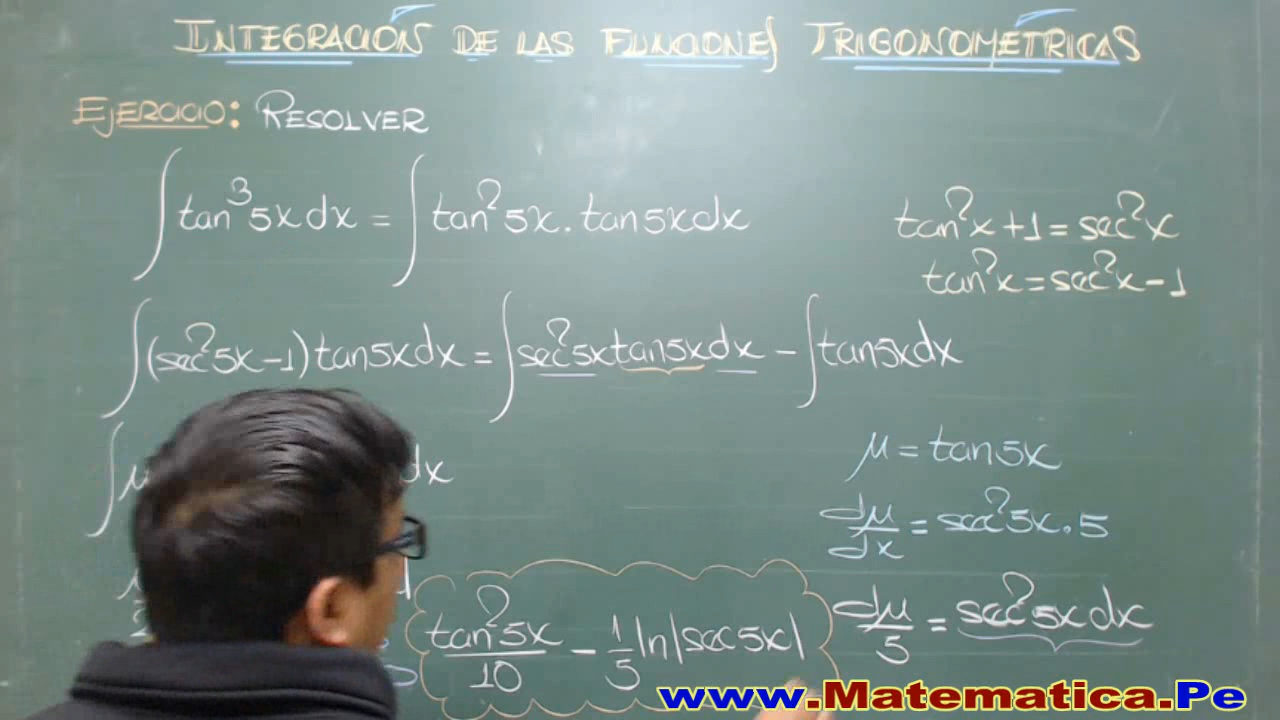 INTEGRACIÓN DE LAS FUNCIONES TRIGONOMÉTRICAS
EJERCICIO: RESOLVER
∫ tan³5x dx = ∫ tan²5x . tan5x dx
tan²x + 1 = sec²x
tan²x = sec²x - 1
∫ (sec²5x - 1) tan5x dx = ∫ sec²5x tan5x dx - ∫ tan5x dx
∫ μ dx
μ = tan5x
dμ/dx = sec²5x . 5
dμ/5 = sec²5x dx
tan²5x/10 - 1/5 ln|sec5x|
www.Matematica.Pe